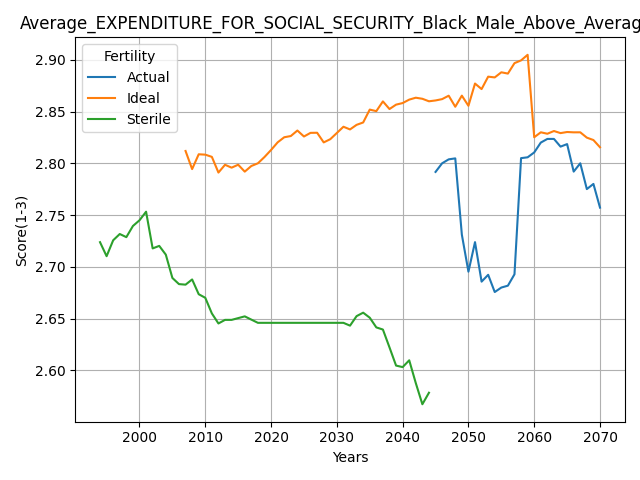 Average_EXPENDITURE_FOR_SOCIAL_SECURITY_Black_Male_Above_Averag
Fertility
Actual
Ideal
Sterile
Score(1-3)
2.90
2.85
2.80
2.75
2.70
2.65
2.60
2000 2010 2020 2030 2040 2050 2060 2070
Years